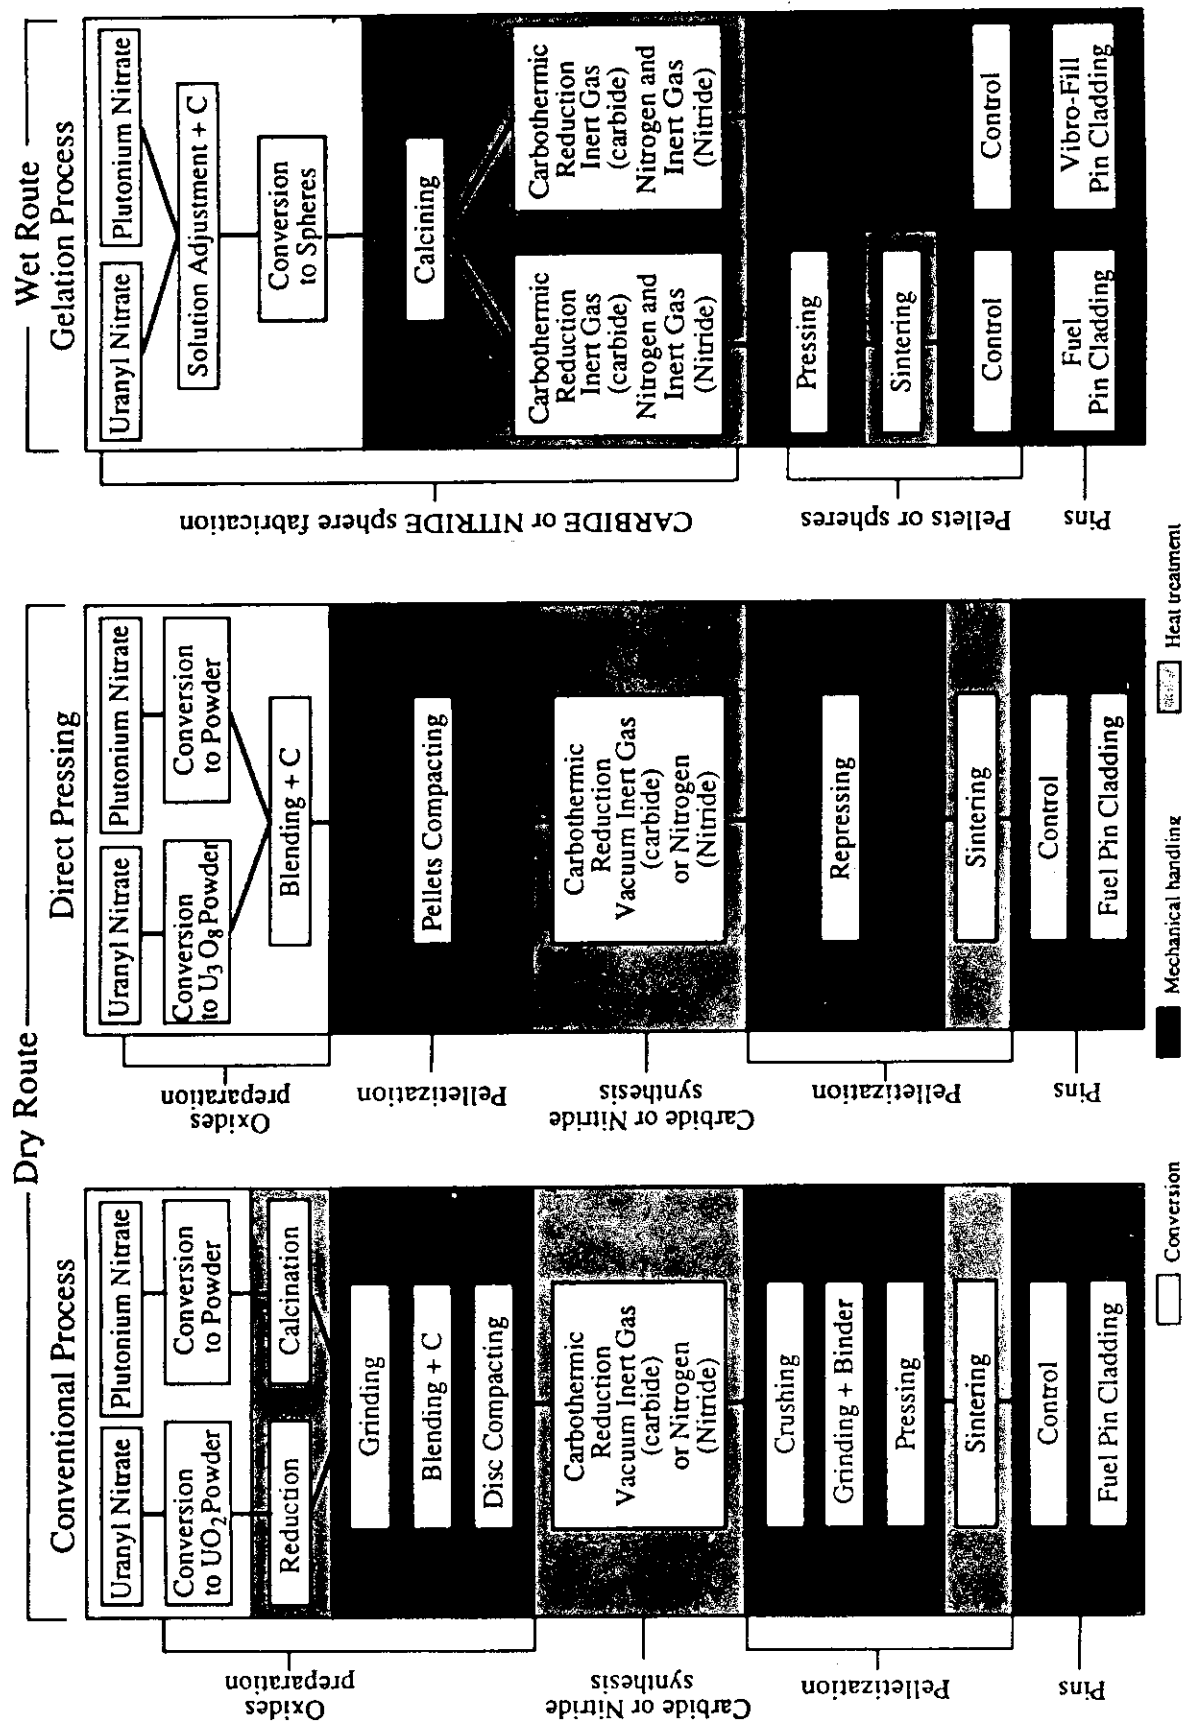 Dry Route
Conventional Process
Uranyl Nitrate
Plutonium Nitrate
Conversion
to UO₂ Powder
Conversion
to Powder
Reduction
Calcination
Grinding
Blending + C
Disc Compacting
Carbothermic
Reduction
Vacuum Inert Gas
(carbide)
or Nitrogen
(Nitride)
Crushing
Grinding + Binder
Pressing
Sintering
Control
Fuel Pin Cladding
Oxides
preparation
Carbide or Nitride
synthesis
Pelletization
Pins
Direct Pressing
Uranyl Nitrate
Plutonium Nitrate
Conversion
to U₃O₈ Powder
Conversion
to Powder
Blending + C
Pellets Compacting
Carbothermic
Reduction
Vacuum Inert Gas
(carbide)
or Nitrogen
(Nitride)
Repressing
Sintering
Control
Fuel Pin Cladding
Oxides
preparation
Pelletization
Carbide or Nitride
synthesis
Pelletization
Pins
Wet Route
Gelation Process
Uranyl Nitrate
Plutonium Nitrate
Solution Adjustment + C
Conversion
to Spheres
Calcining
Carbothermic
Reduction
Inert Gas
(carbide)
Nitrogen and
Inert Gas
(Nitride)
Carbothermic
Reduction
Inert Gas
(carbide)
Nitrogen and
Inert Gas
(Nitride)
Pressing
Sintering
Control
Control
Fuel
Pin Cladding
Vibro-Fill
Pin Cladding
CARBIDE or NITRIDE sphere fabrication
Pellets or spheres
Pins
Conversion
Mechanical handling
Heat treatment